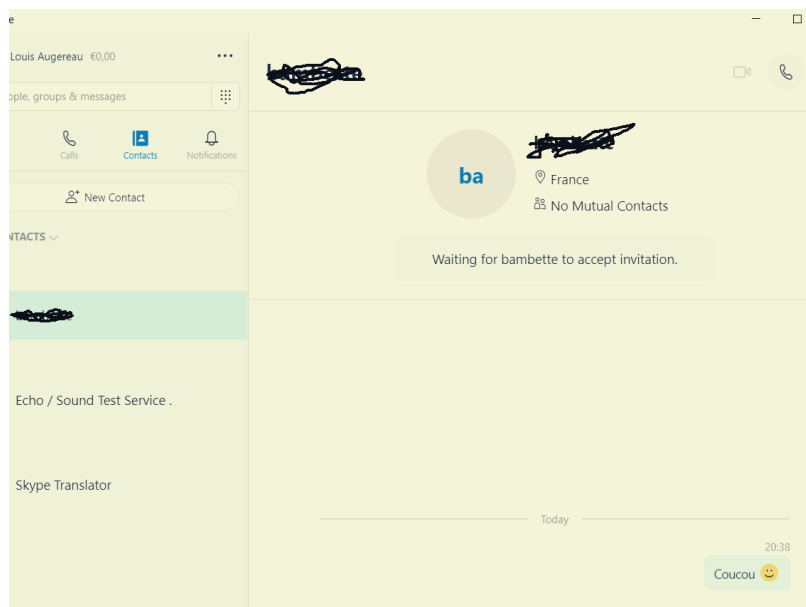 e
Louis Augereau €0,00
ople, groups & messages
Calls
Contacts
Notifications
New Contact
NTACTS
Echo / Sound Test Service .
Skype Translator
ba
France
No Mutual Contacts
Waiting for bambette to accept invitation.
Today
20:38
Coucou